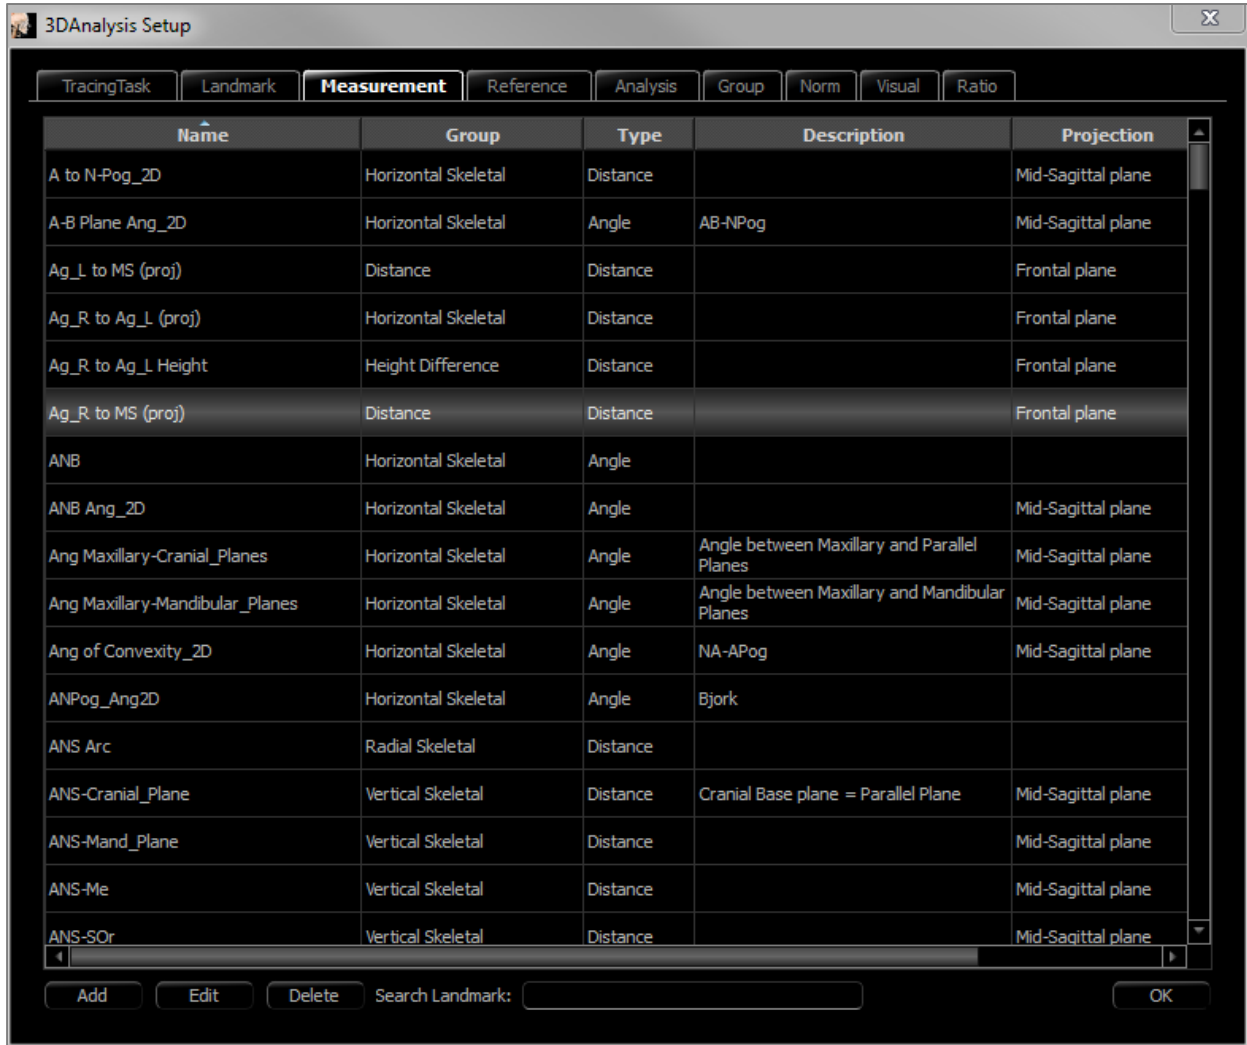 3DAnalysis Setup
TracingTask Landmark Measurement Reference Analysis Group Norm Visual Ratio
Name Group Type Description Projection
A to N-Pog_2D Horizontal Skeletal Distance Mid-Sagittal plane
A-B Plane Ang_2D Horizontal Skeletal Angle AB-NPog Mid-Sagittal plane
Ag_L to MS (proj) Distance Distance Frontal plane
Ag_R to Ag_L (proj) Horizontal Skeletal Distance Frontal plane
Ag_R to Ag_L Height Height Difference Distance Frontal plane
Ag_R to MS (proj) Distance Distance Frontal plane
ANB Horizontal Skeletal Angle
ANB Ang_2D Horizontal Skeletal Angle Mid-Sagittal plane
Ang Maxillary-Cranial_Planes Horizontal Skeletal Angle Angle between Maxillary and Parallel Mid-Sagittal plane
Planes
Ang Maxillary-Mandibular_Planes Horizontal Skeletal Angle Angle between Maxillary and Mandibular Mid-Sagittal plane
Planes
Ang of Convexity_2D Horizontal Skeletal Angle NA-APog Mid-Sagittal plane
ANPog_Ang2D Horizontal Skeletal Angle Bjork
ANS Arc Radial Skeletal Distance
ANS-Cranial_Plane Vertical Skeletal Distance Cranial Base plane = Parallel Plane Mid-Sagittal plane
ANS-Mand_Plane Vertical Skeletal Distance Mid-Sagittal plane
ANS-Me Vertical Skeletal Distance Mid-Sagittal plane
ANS-SOr Vertical Skeletal Distance Mid-Sagittal plane
Add Edit Delete Search Landmark: OK